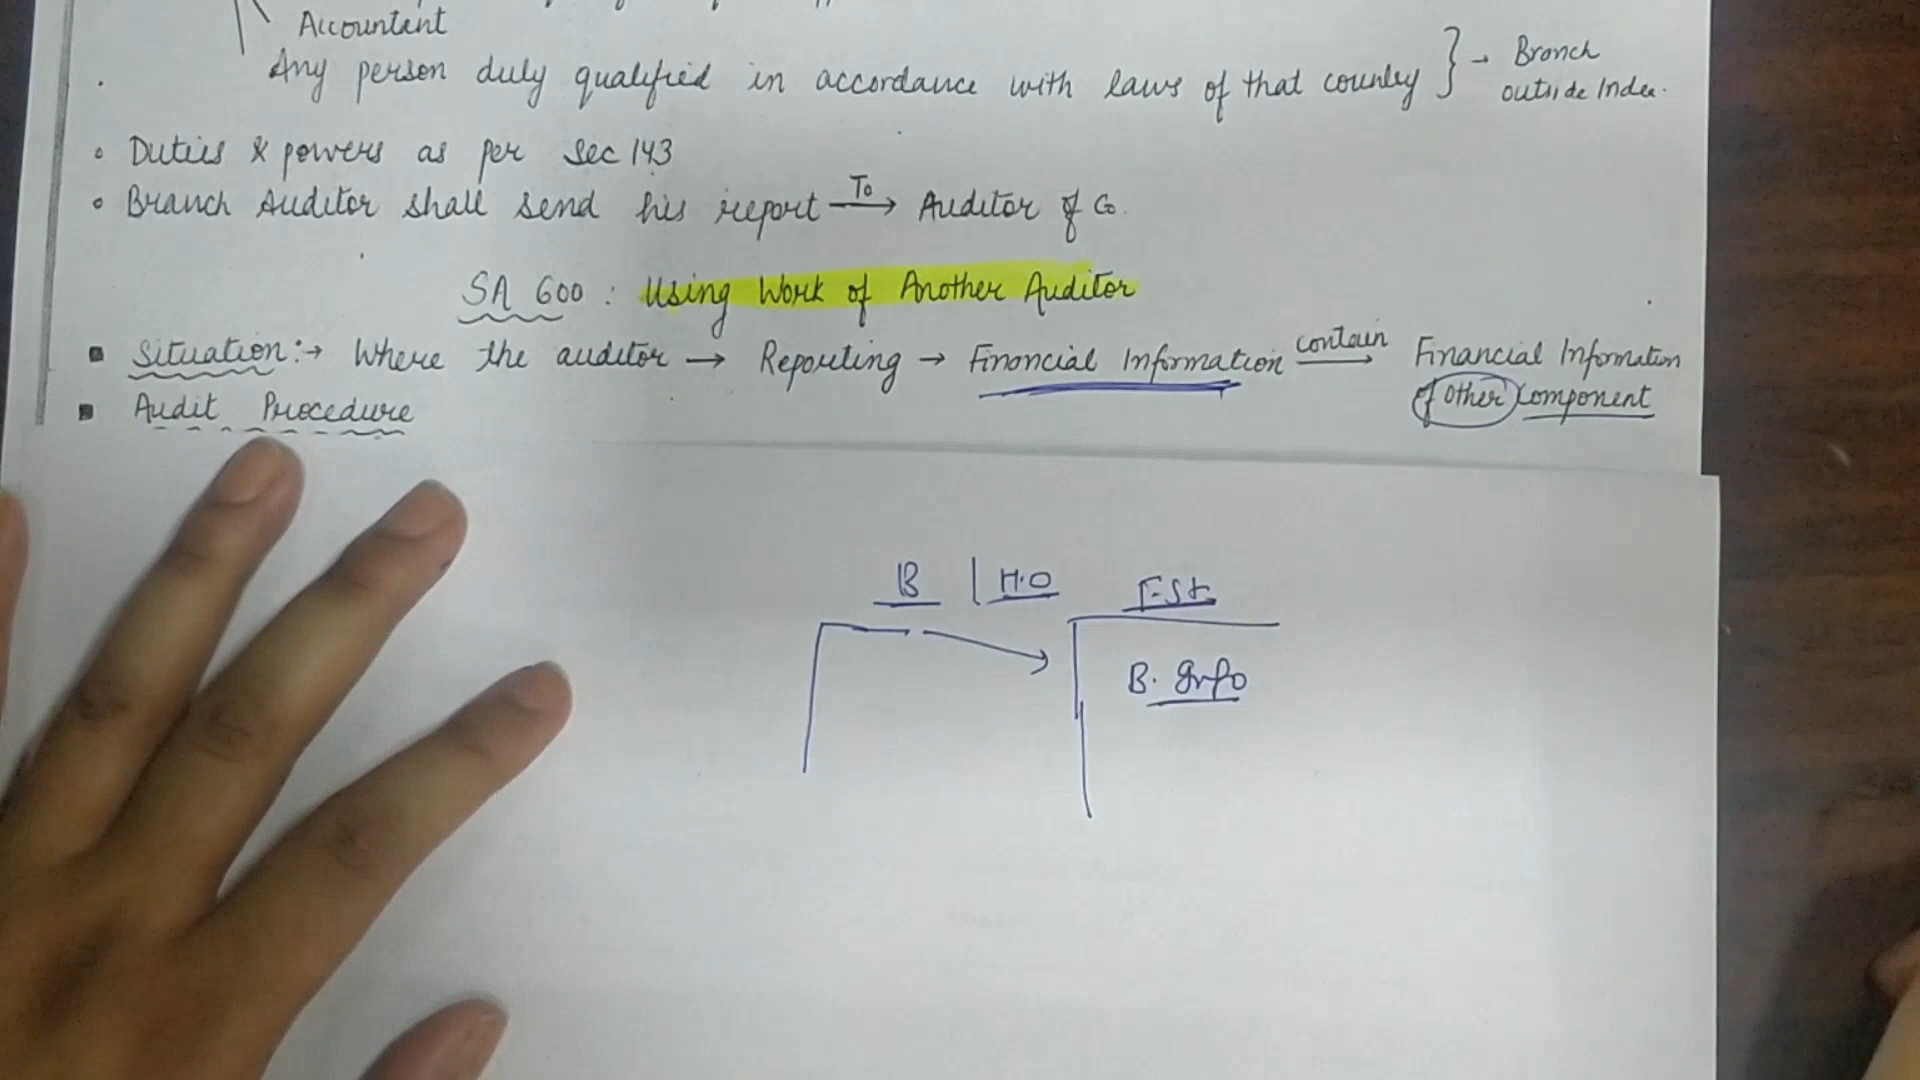 Accountant
Any person duly qualified in accordance with laws of that country } → Branch outside India.
• Duties & powers as per Sec 143
• Branch Auditor shall send his report To → Auditor of Co.
SA 600 : Using Work of Another Auditor
▪ Situation:→ Where the auditor → Reporting → Financial Information contain → Financial Information
of Other Component
▪ Audit Procedure
B | H.O F.St.
B. Info